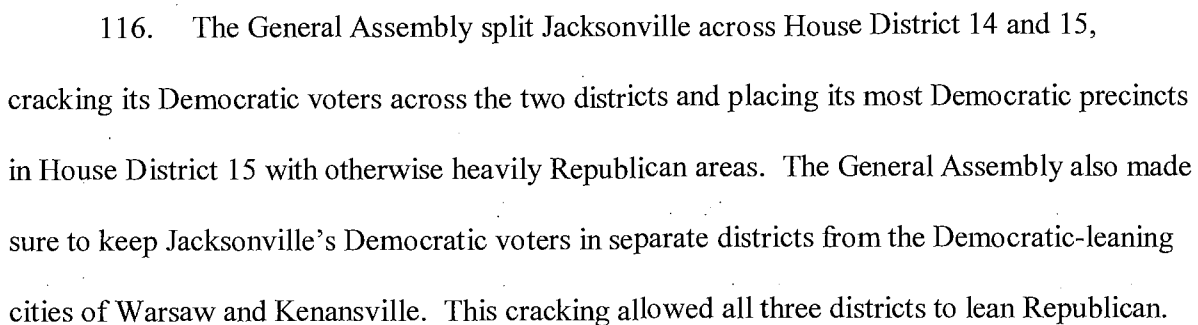 116. The General Assembly split Jacksonville across House District 14 and 15,
cracking its Democratic voters across the two districts and placing its most Democratic precincts
in House District 15 with otherwise heavily Republican areas. The General Assembly also made
sure to keep Jacksonville's Democratic voters in separate districts from the Democratic-leaning
cities of Warsaw and Kenansville. This cracking allowed all three districts to lean Republican.